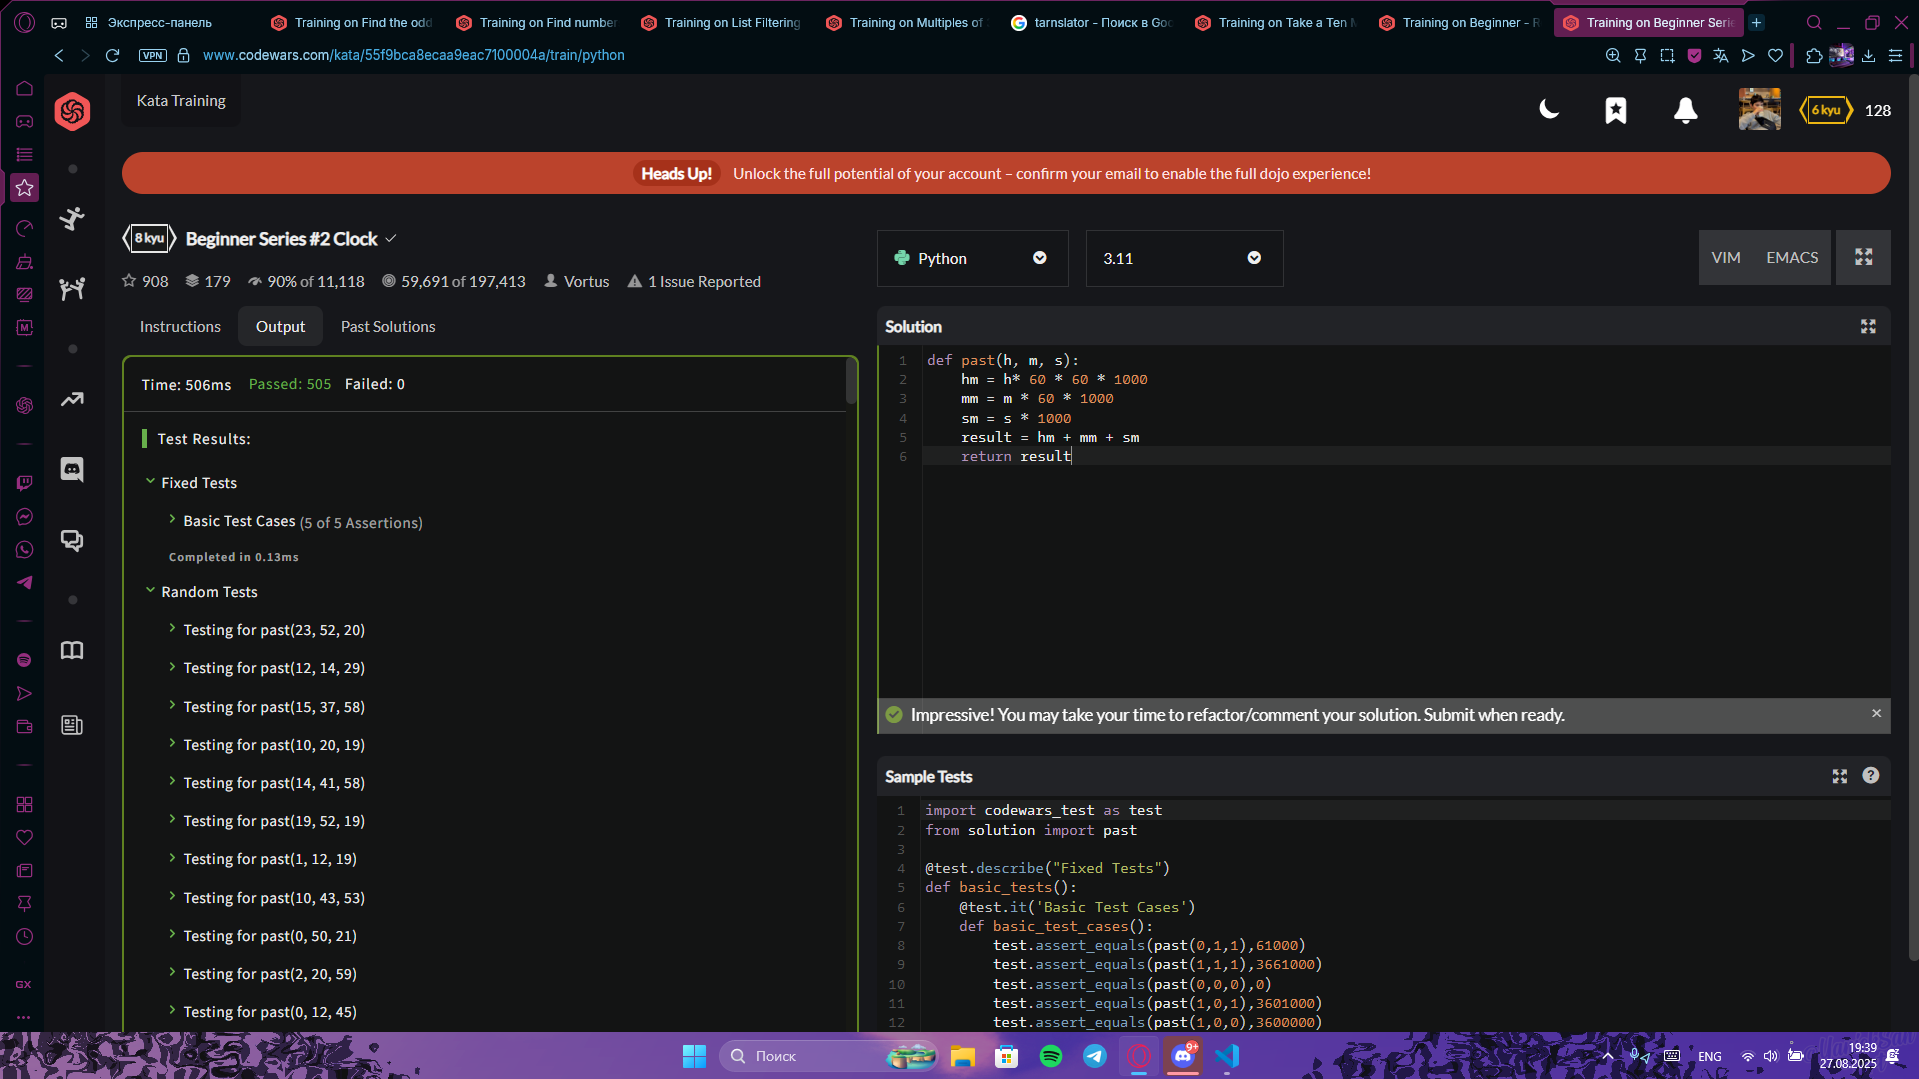 Экспресс-панель
Training on Find the odd
Training on Find number
Training on List Filtering
Training on Multiples of
tarnslator - Поиск в Goo
Training on Take a Ten M
Training on Beginner - R
Training on Beginner Serie
VPN
www.codewars.com/kata/55f9bca8ecaa9eac7100004a/train/python
Kata Training
6 kyu
128
Heads Up!
Unlock the full potential of your account – confirm your email to enable the full dojo experience!
8 kyu
Beginner Series #2 Clock
908
179
90% of 11,118
59,691 of 197,413
Vortus
1 Issue Reported
Python
3.11
VIM
EMACS
Instructions
Output
Past Solutions
Time: 506ms
Passed: 505
Failed: 0
Test Results:
Fixed Tests
Basic Test Cases (5 of 5 Assertions)
Completed in 0.13ms
Random Tests
Testing for past(23, 52, 20)
Testing for past(12, 14, 29)
Testing for past(15, 37, 58)
Testing for past(10, 20, 19)
Testing for past(14, 41, 58)
Testing for past(19, 52, 19)
Testing for past(1, 12, 19)
Testing for past(10, 43, 53)
Testing for past(0, 50, 21)
Testing for past(2, 20, 59)
Testing for past(0, 12, 45)
Solution
1 def past(h, m, s):
2     hm = h* 60 * 60 * 1000
3     mm = m * 60 * 1000
4     sm = s * 1000
5     result = hm + mm + sm
6     return result
Impressive! You may take your time to refactor/comment your solution. Submit when ready.
Sample Tests
1 import codewars_test as test
2 from solution import past
3
4 @test.describe("Fixed Tests")
5 def basic_tests():
6     @test.it('Basic Test Cases')
7     def basic_test_cases():
8         test.assert_equals(past(0,1,1),61000)
9         test.assert_equals(past(1,1,1),3661000)
10         test.assert_equals(past(0,0,0),0)
11         test.assert_equals(past(1,0,1),3601000)
12         test.assert_equals(past(1,0,0),3600000)
GX
Поиск
9+
ENG
19:39
27.08.2025